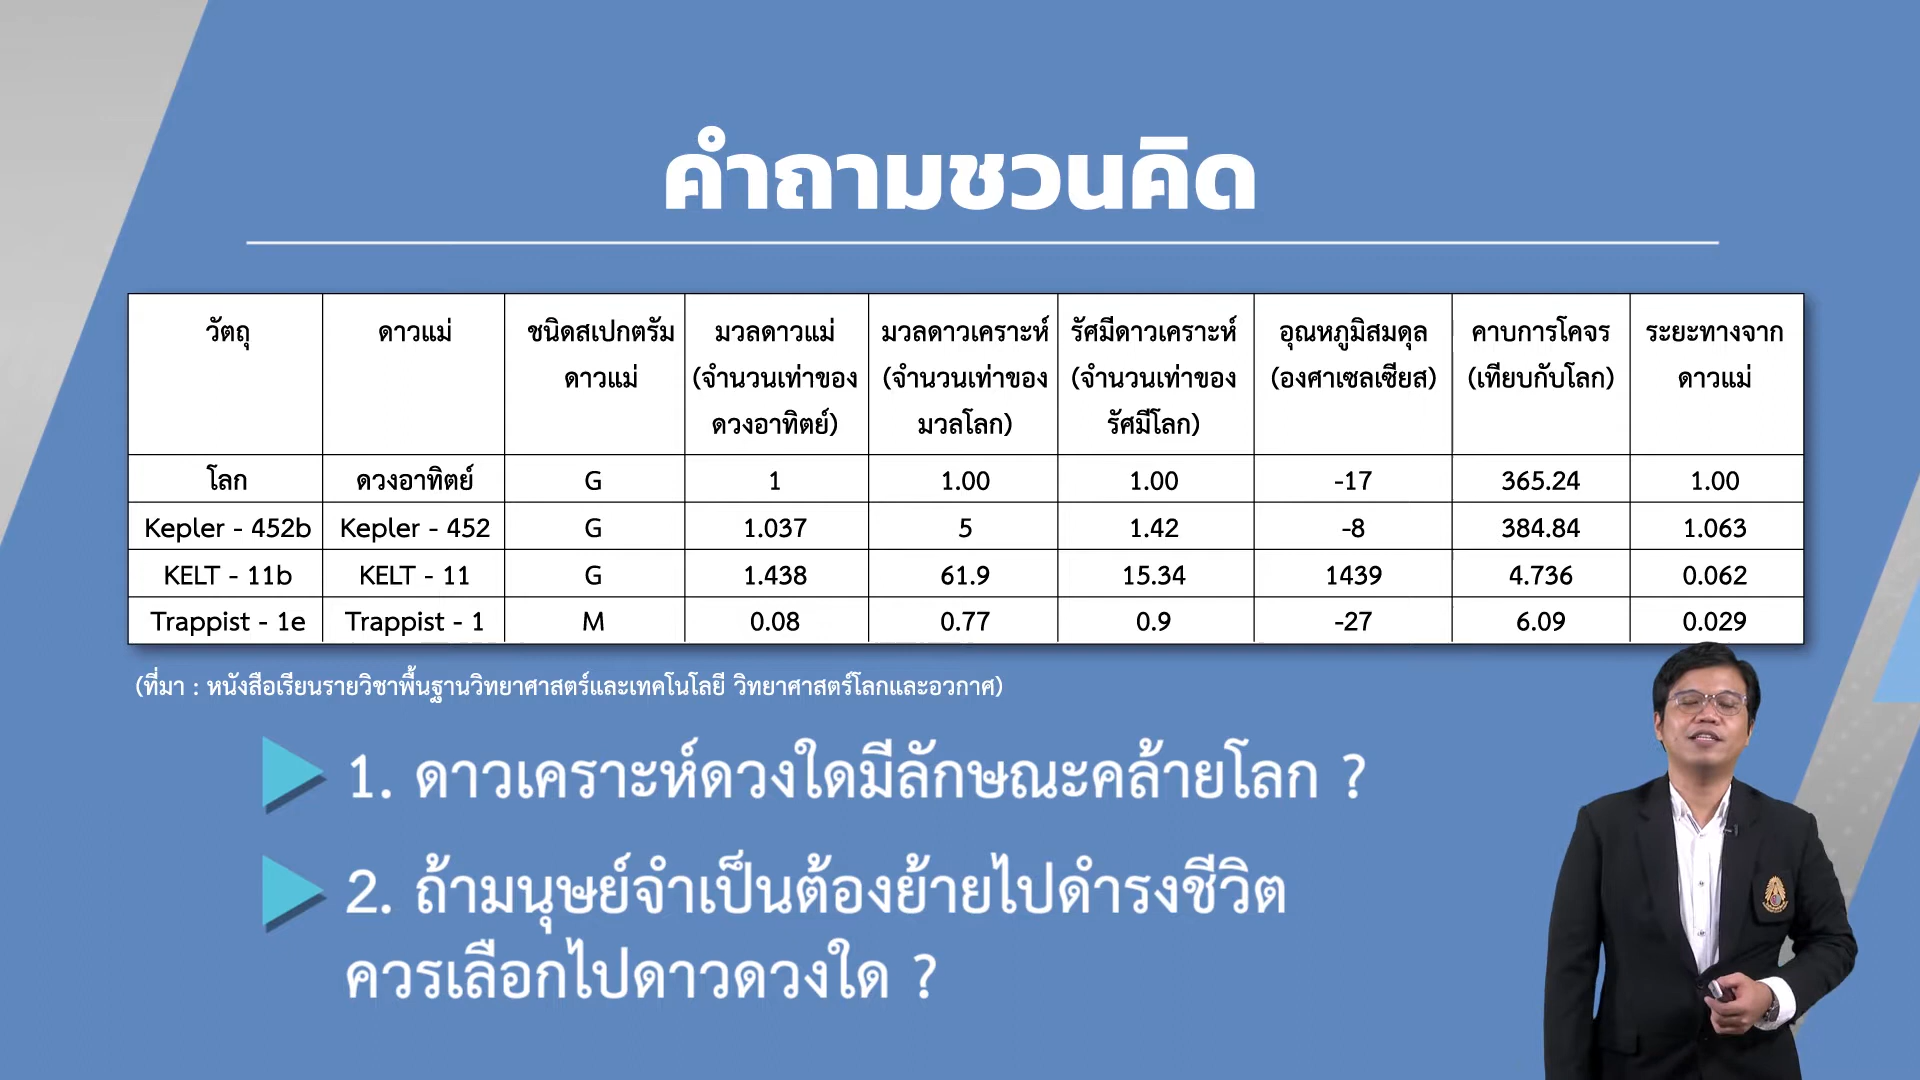 คำถามชวนคิด
วัตถุ ดาวแม่ ชนิดสเปกตรัม มวลดาวแม่ มวลดาวเคราะห์ รัศมีดาวเคราะห์ อุณหภูมิสมดุล คาบการโคจร ระยะทางจาก
ดาวแม่ (จำนวนเท่าของ (จำนวนเท่าของ (จำนวนเท่าของ (องศาเซลเซียส) (เทียบกับโลก) ดาวแม่
ดวงอาทิตย์) มวลโลก) รัศมีโลก)
โลก ดวงอาทิตย์ G 1 1.00 1.00 -17 365.24 1.00
Kepler - 452b Kepler - 452 G 1.037 5 1.42 -8 384.84 1.063
KELT - 11b KELT - 11 G 1.438 61.9 15.34 1439 4.736 0.062
Trappist - 1e Trappist - 1 M 0.08 0.77 0.9 -27 6.09 0.029
(ที่มา : หนังสือเรียนรายวิชาพื้นฐานวิทยาศาสตร์และเทคโนโลยี วิทยาศาสตร์โลกและอวกาศ)
1. ดาวเคราะห์ดวงใดมีลักษณะคล้ายโลก ?
2. ถ้ามนุษย์จำเป็นต้องย้ายไปดำรงชีวิต
ควรเลือกไปดาวดวงใด ?